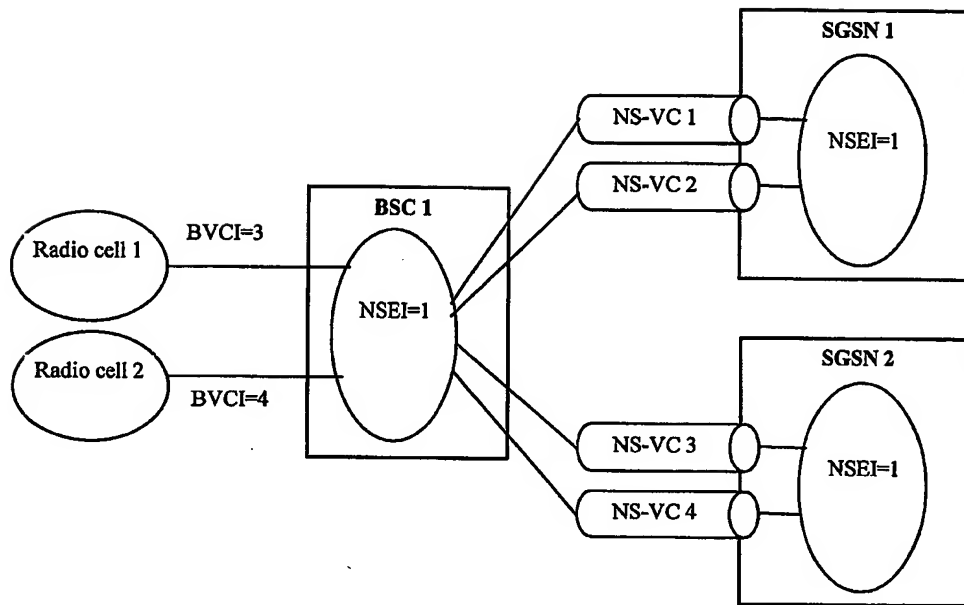 SGSN 1
NS-VC 1
NSEI=1
NS-VC 2
BSC 1
BVCI=3
Radio cell 1
NSEI=1
Radio cell 2
BVCI=4
SGSN 2
NS-VC 3
NSEI=1
NS-VC 4